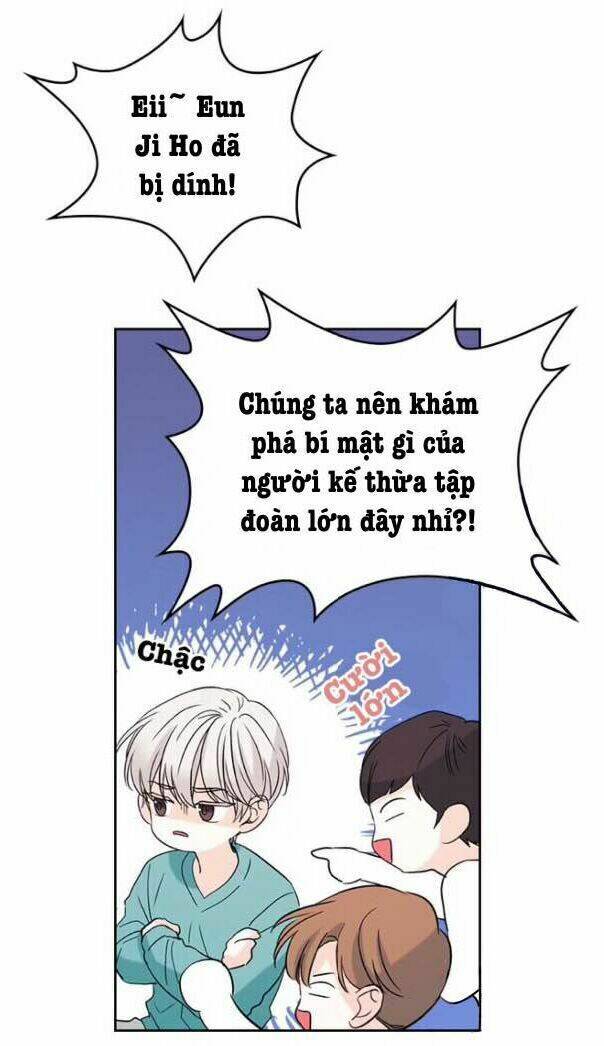 Eii~ Eun
Ji Ho đã
bị dính!
Chúng ta nên khám
phá bí mật gì của
người kế thừa tập
đoàn lớn đây nhỉ?!
Chậc
Cười
lớn